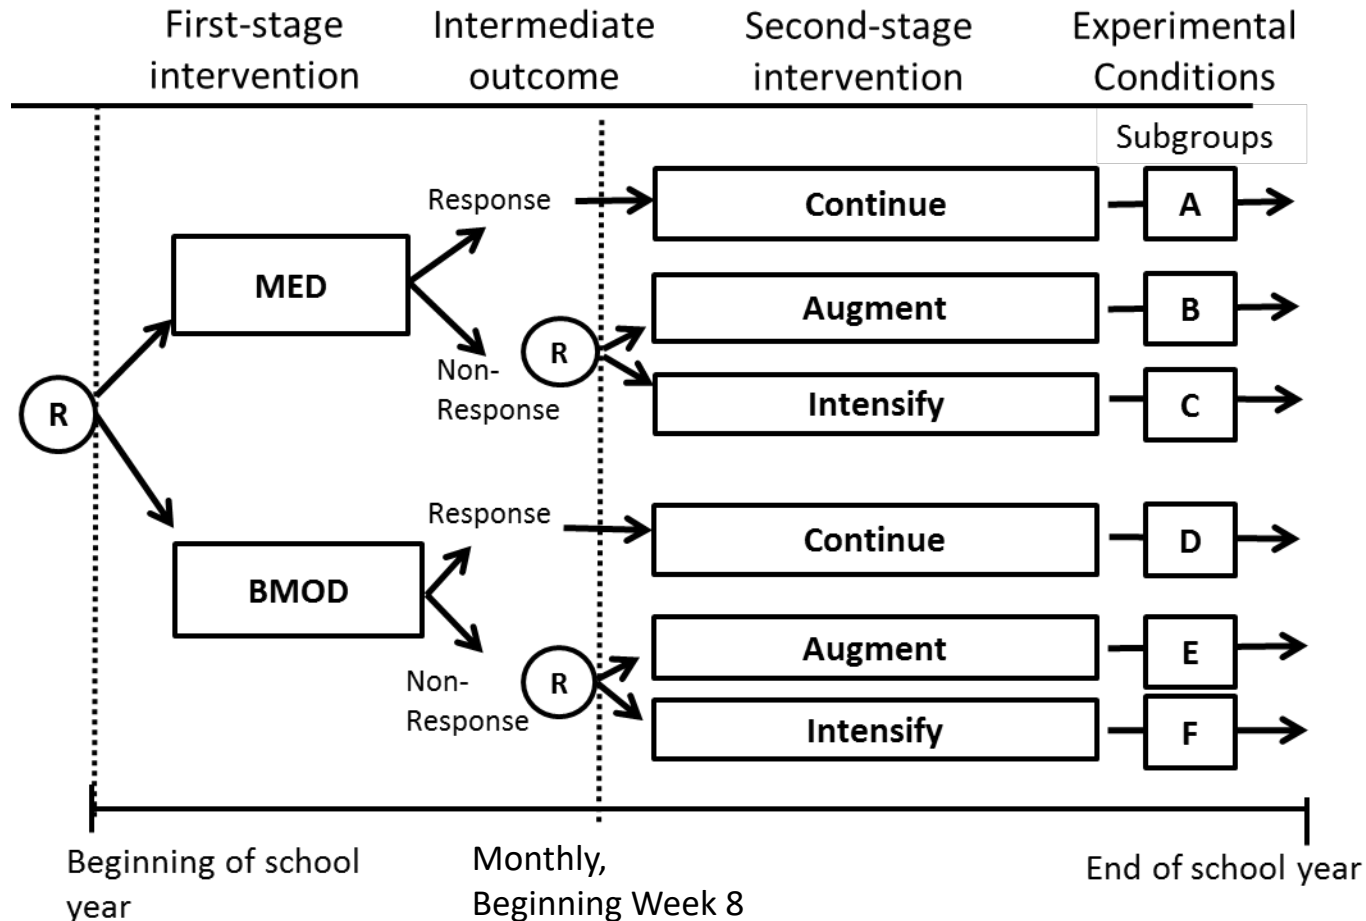 First-stage
intervention
Intermediate
outcome
Second-stage
intervention
Experimental
Conditions
Subgroups
Response
Continue
A
MED
Augment
B
R
Non-
Response
Intensify
C
R
Response
Continue
D
BMOD
Augment
E
R
Non-
Response
Intensify
F
Beginning of school
year
Monthly,
Beginning Week 8
End of school year